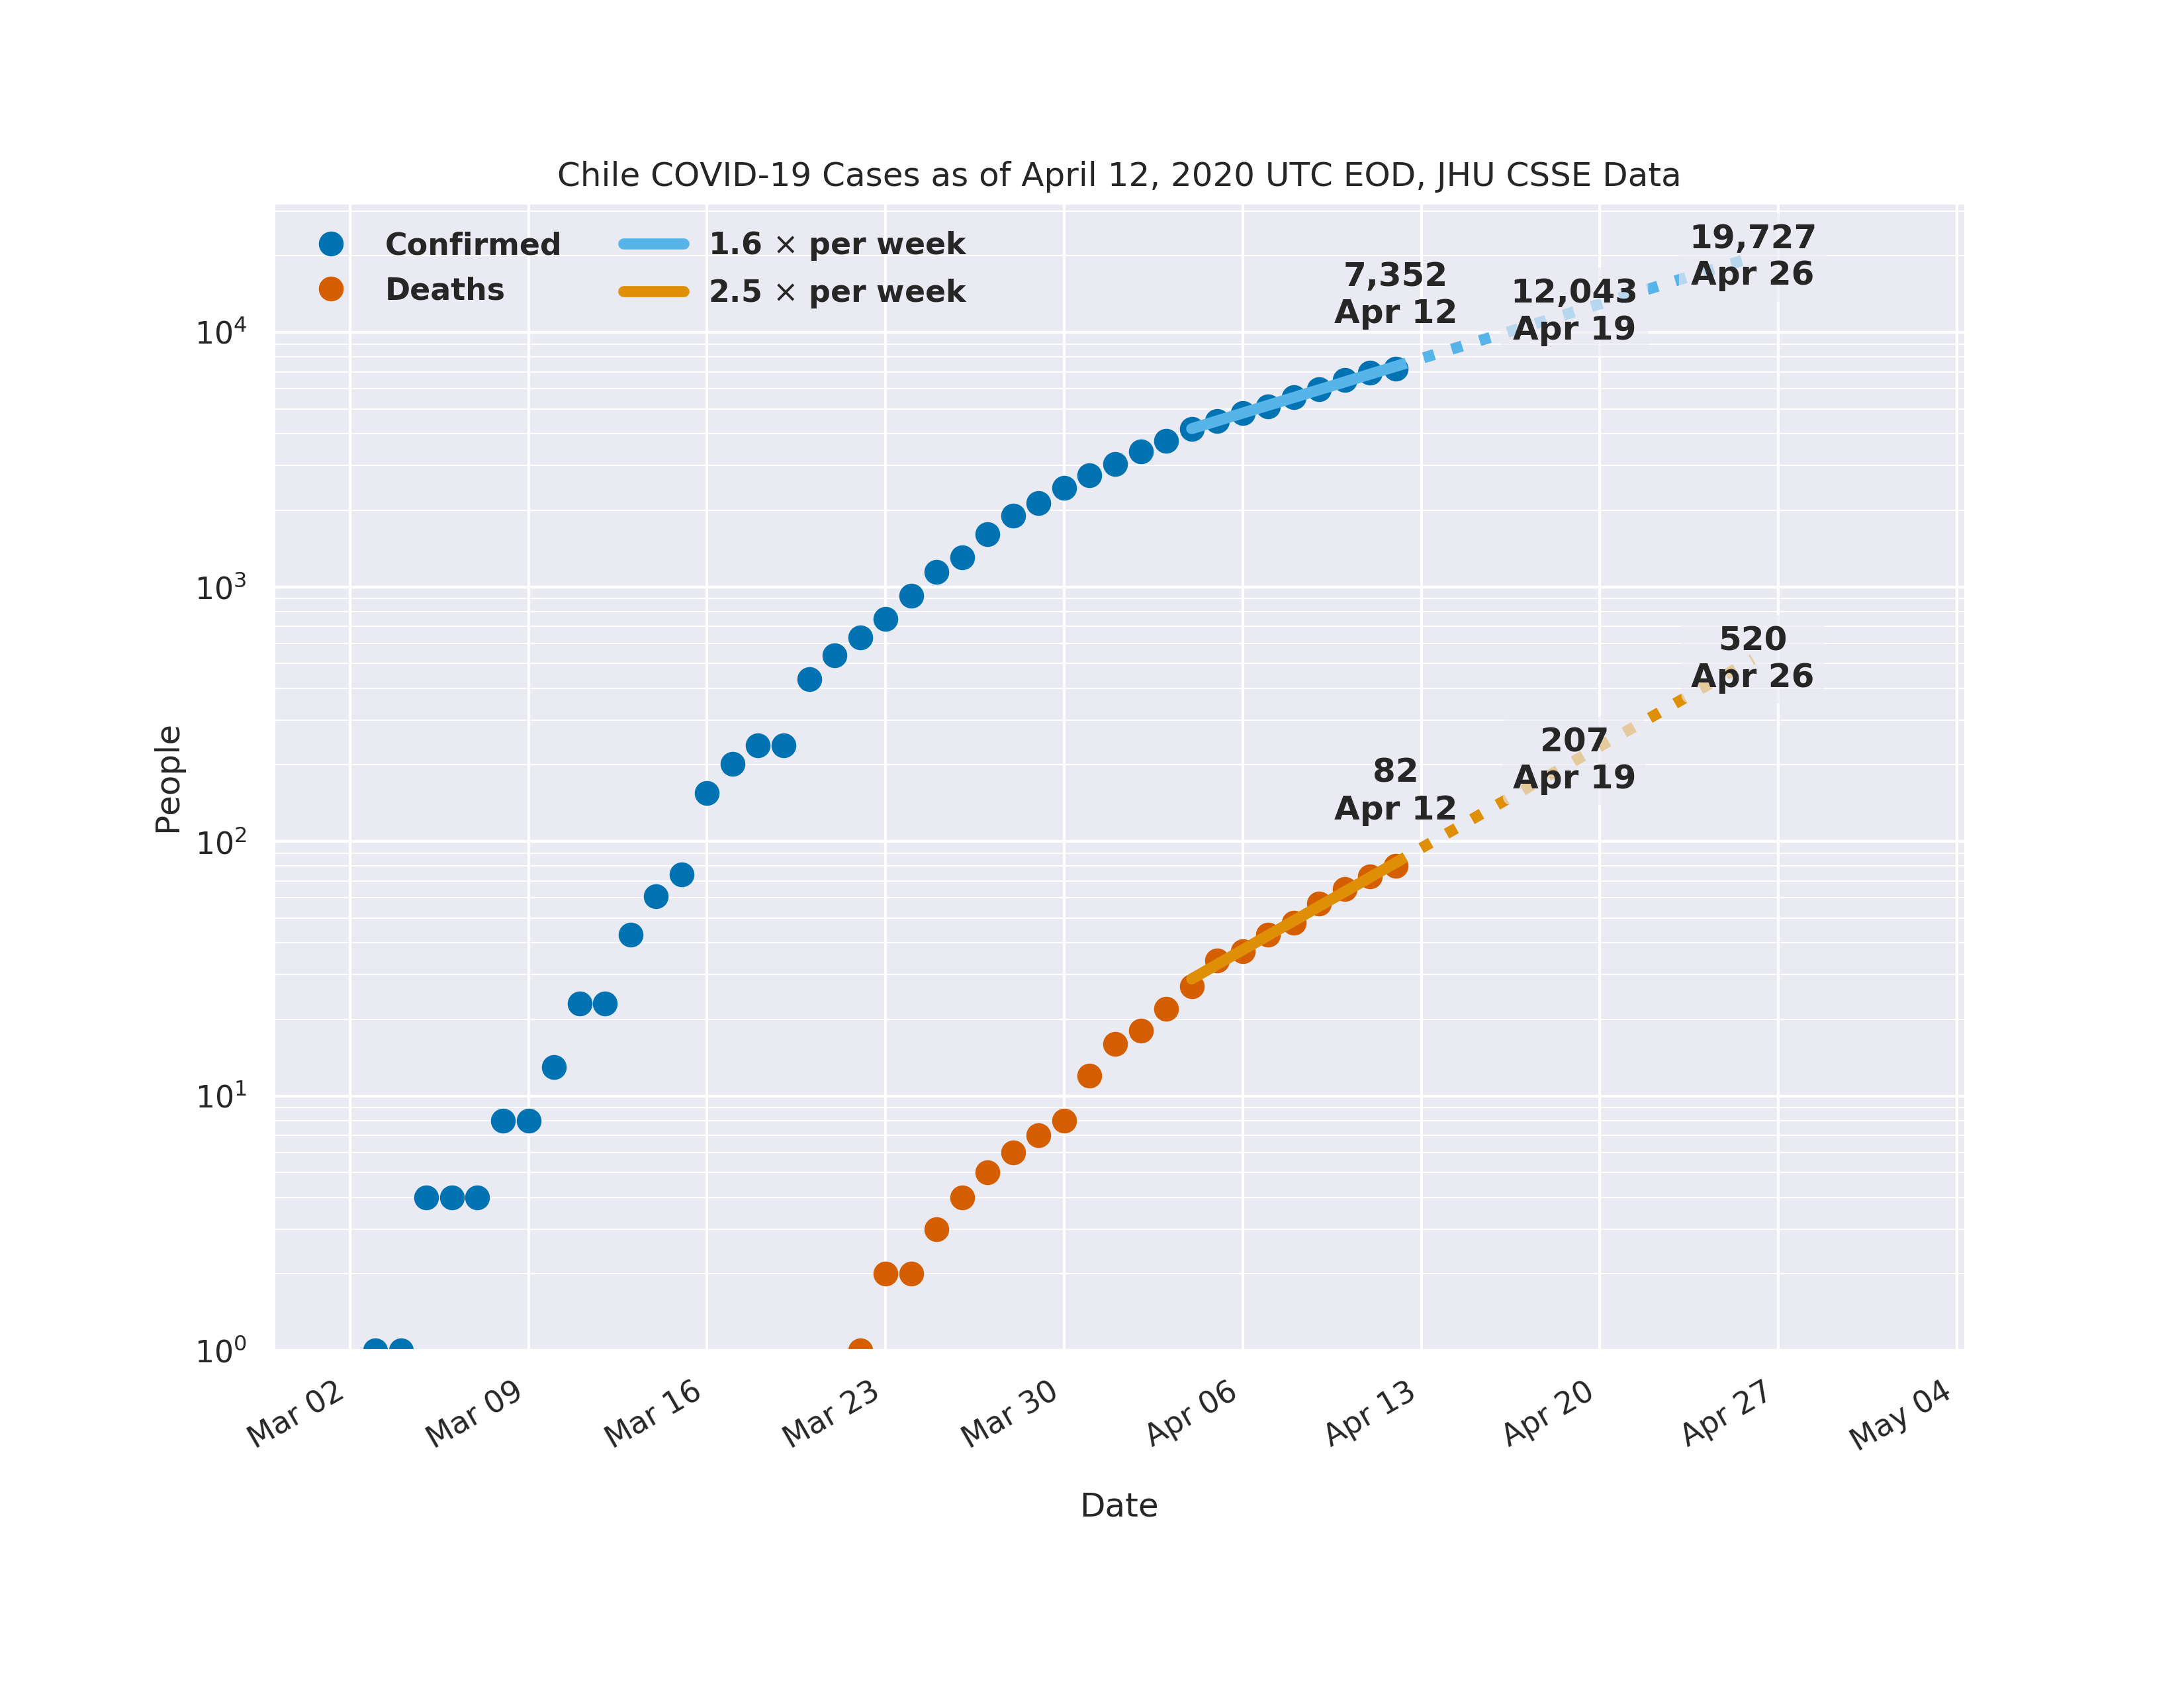 Chile COVID-19 Cases as of April 12, 2020 UTC EOD, JHU CSSE Data
Confirmed
Deaths
1.6 × per week
2.5 × per week
7,352
Apr 12
12,043
Apr 19
19,727
Apr 26
82
Apr 12
207
Apr 19
520
Apr 26
People
10⁴
10³
10²
10¹
10⁰
Mar 02
Mar 09
Mar 16
Mar 23
Mar 30
Apr 06
Apr 13
Apr 20
Apr 27
May 04
Date